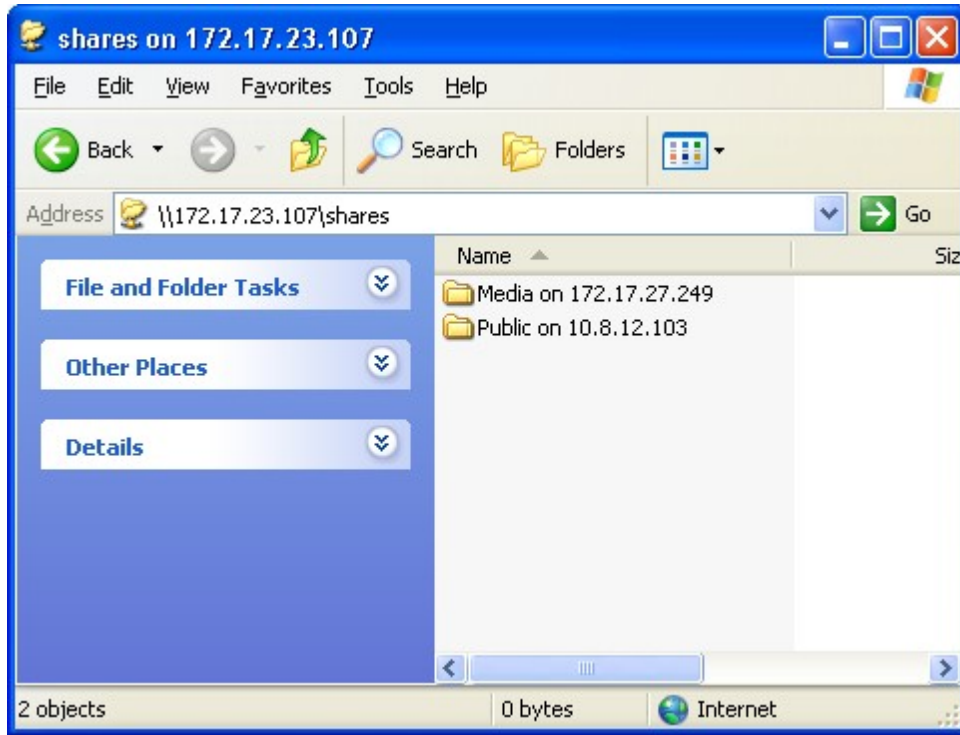 shares on 172.17.23.107
File Edit View Favorites Tools Help
Back Search Folders
Address \\172.17.23.107\shares Go
Name Siz
File and Folder Tasks
Media on 172.17.27.249
Public on 10.8.12.103
Other Places
Details
2 objects 0 bytes Internet